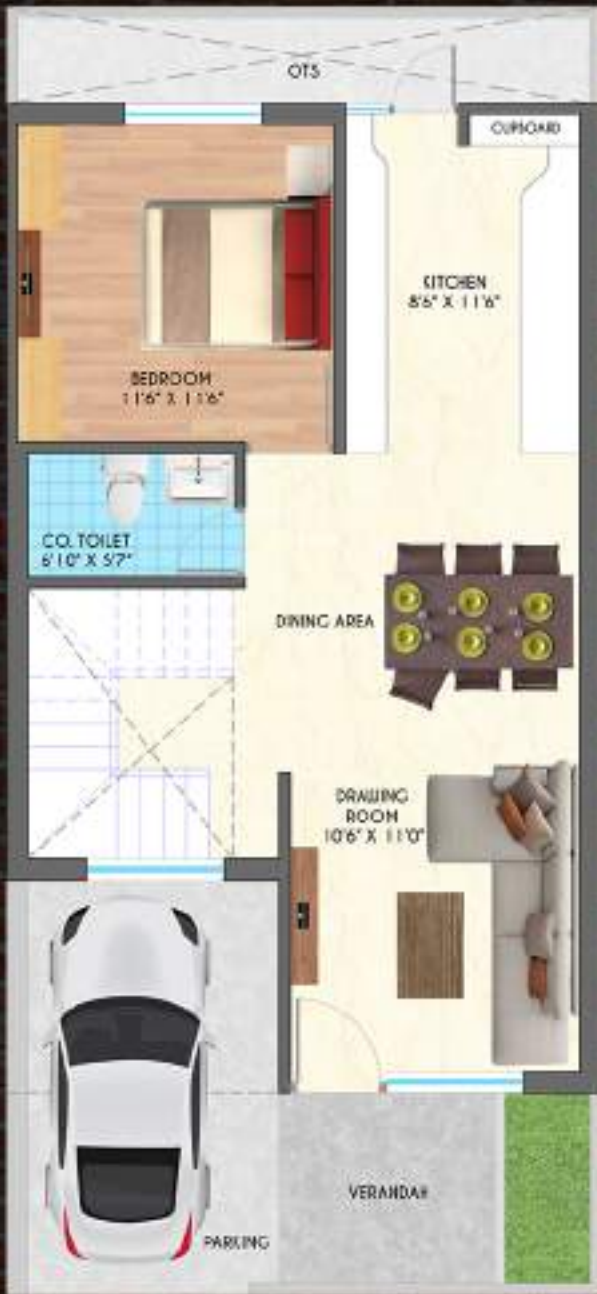 OTS
CUPBOARD
KITCHEN
8'6" X 11'6"
BEDROOM
11'6" X 11'6"
CO. TOILET
6'10" X 5'7"
DINING AREA
DRAWING
ROOM
10'6" X 11'0"
VERANDAH
PARKING